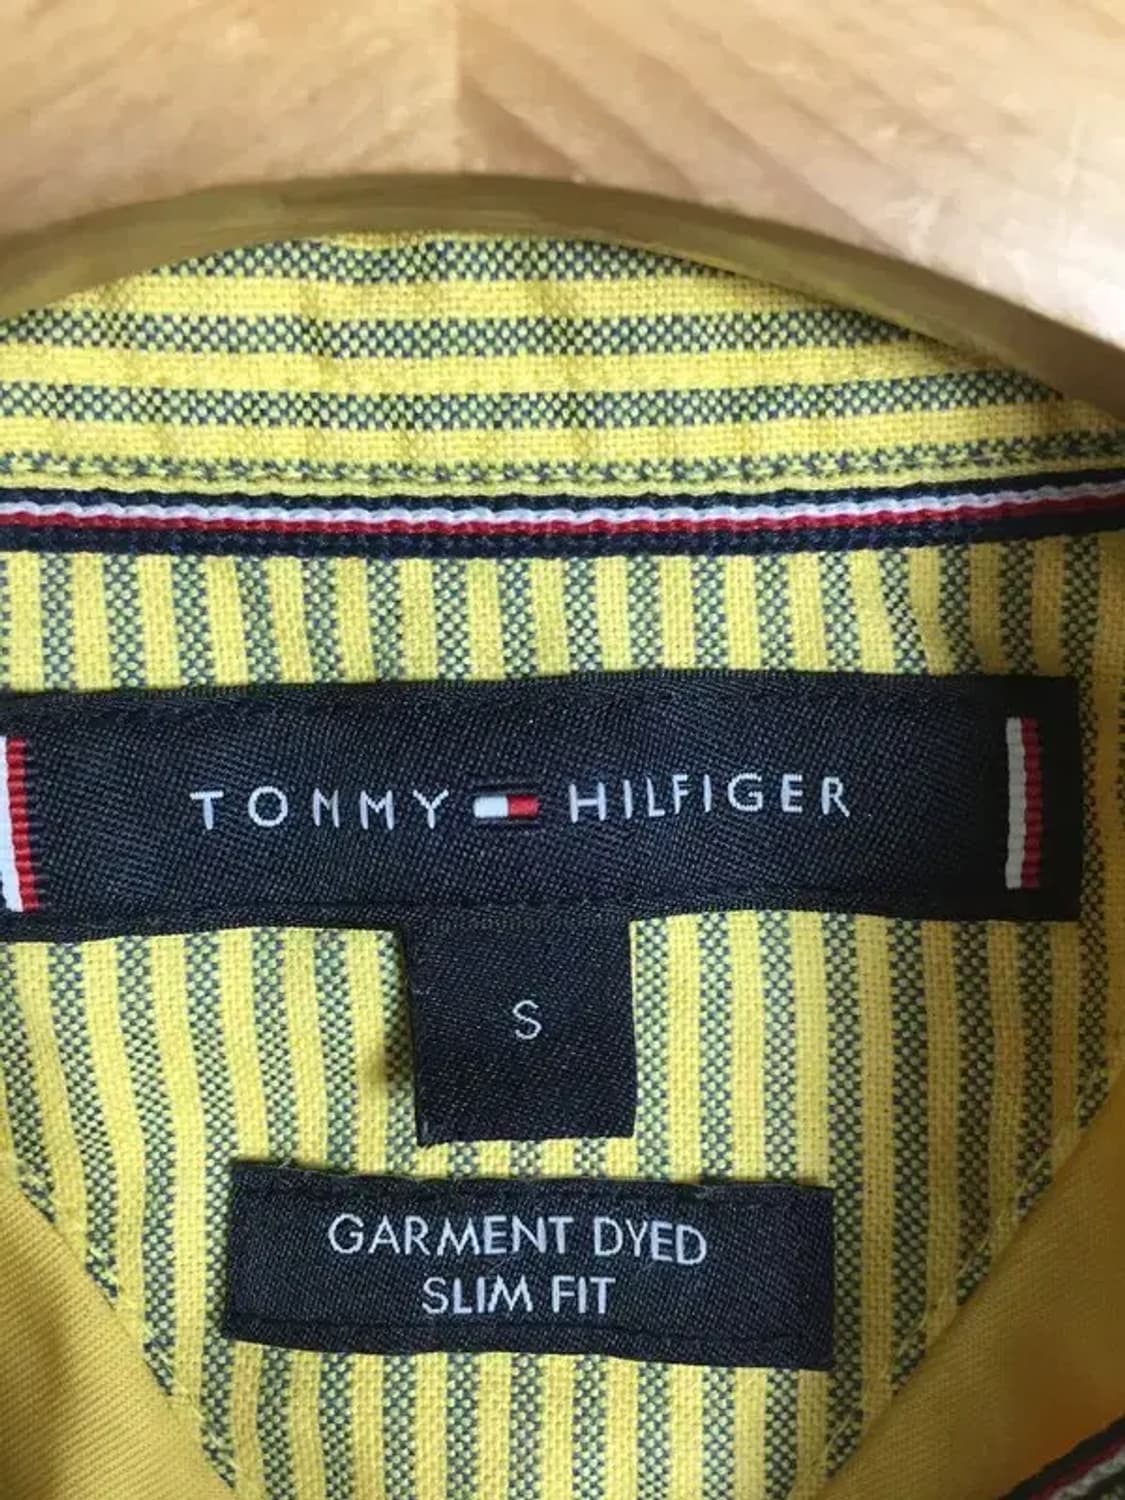 TOMMY HILFIGER
S
GARMENT DYED
SLIM FIT